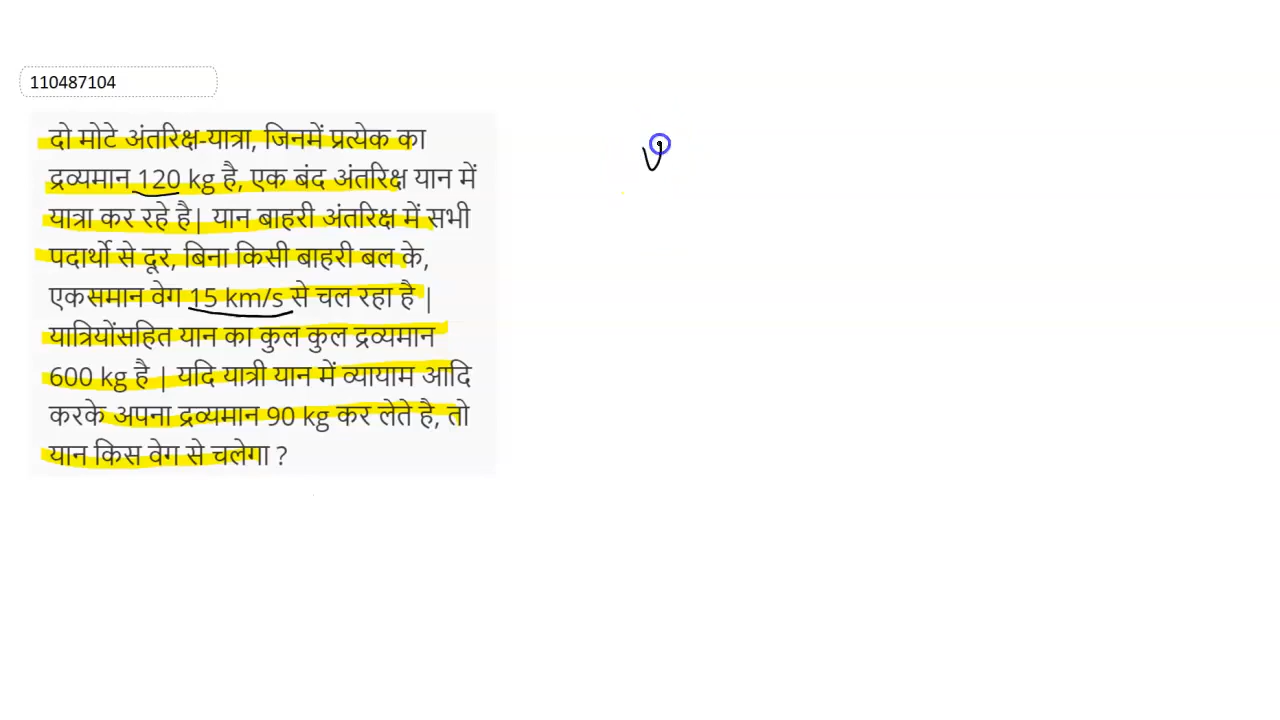 110487104
दो मोटे अंतरिक्ष-यात्रा, जिनमें प्रत्येक का
द्रव्यमान 120 kg है, एक बंद अंतरिक्ष यान में
यात्रा कर रहे है| यान बाहरी अंतरिक्ष में सभी
पदार्थो से दूर, बिना किसी बाहरी बल के,
एकसमान वेग 15 km/s से चल रहा है |
यात्रियोंसहित यान का कुल कुल द्रव्यमान
600 kg है | यदि यात्री यान में व्यायाम आदि
करके अपना द्रव्यमान 90 kg कर लेते है, तो
यान किस वेग से चलेगा ?